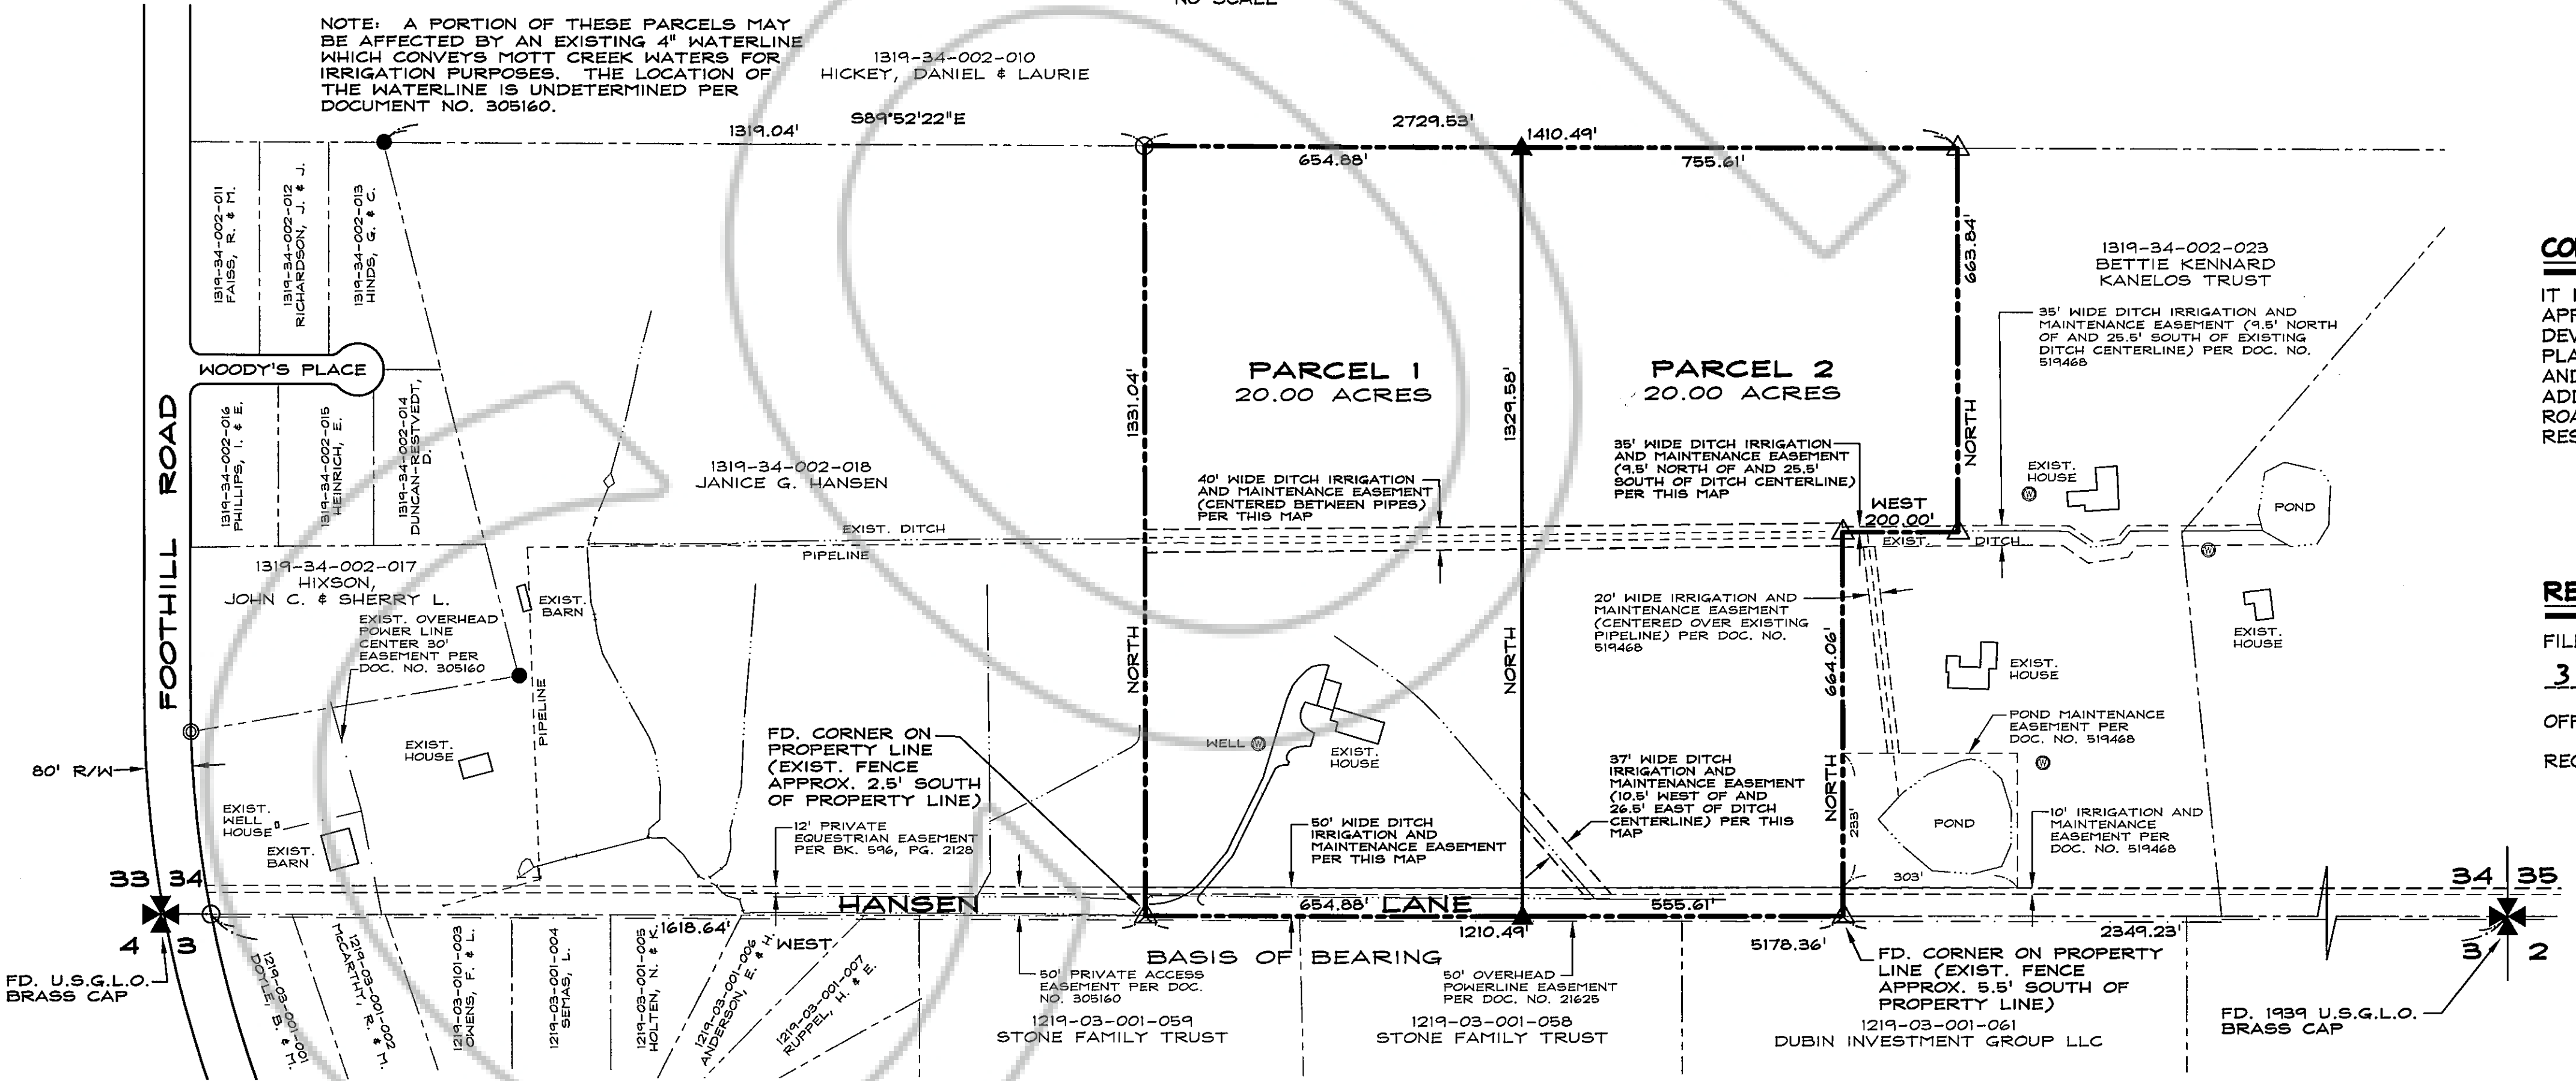 NO SCALE
NOTE: A PORTION OF THESE PARCELS MAY
BE AFFECTED BY AN EXISTING 4" WATERLINE
WHICH CONVEYS MOTT CREEK WATERS FOR
IRRIGATION PURPOSES. THE LOCATION OF
THE WATERLINE IS UNDETERMINED PER
DOCUMENT NO. 305160.
1319-34-002-010
HICKEY, DANIEL & LAURIE
1319.04'
S89°52'22"E
2729.53'
1410.49'
654.88'
755.61'
1319-34-002-011
FAISS, R. & M.
1319-34-002-012
RICHARDSON, J. & J.
1319-34-002-013
HINDS, G. & C.
WOODY'S PLACE
FOOTHILL ROAD
1319-34-002-016
PHILLIPS, I. & E.
1319-34-002-015
HEINRICH, E.
1319-34-002-014
DUNCAN-RESTVEDT,
D.
1319-34-002-018
JANICE G. HANSEN
1331.04'
NORTH
PARCEL 1
20.00 ACRES
1329.58'
NORTH
PARCEL 2
20.00 ACRES
663.84'
NORTH
1319-34-002-023
BETTIE KENNARD
KANELOS TRUST
35' WIDE DITCH IRRIGATION AND
MAINTENANCE EASEMENT (9.5' NORTH
OF AND 25.5' SOUTH OF EXISTING
DITCH CENTERLINE) PER DOC. NO.
519468
40' WIDE DITCH IRRIGATION
AND MAINTENANCE EASEMENT
(CENTERED BETWEEN PIPES)
PER THIS MAP
35' WIDE DITCH IRRIGATION
AND MAINTENANCE EASEMENT
(9.5' NORTH OF AND 25.5'
SOUTH OF DITCH CENTERLINE)
PER THIS MAP
WEST
200.00'
EXIST. DITCH
EXIST.
HOUSE
W
POND
EXIST. DITCH
PIPELINE
1319-34-002-017
HIXSON,
JOHN C. & SHERRY L.
EXIST. OVERHEAD
POWER LINE
CENTER 30'
EASEMENT PER
DOC. NO. 305160
EXIST.
BARN
PIPELINE
20' WIDE IRRIGATION AND
MAINTENANCE EASEMENT
(CENTERED OVER EXISTING
PIPELINE) PER DOC. NO.
519468
664.06'
NORTH
233'
W
EXIST.
HOUSE
EXIST.
HOUSE
POND MAINTENANCE
EASEMENT PER
DOC. NO. 519468
W
POND
303'
10' IRRIGATION AND
MAINTENANCE
EASEMENT PER
DOC. NO. 519468
80' R/W
EXIST.
HOUSE
EXIST.
WELL
HOUSE
EXIST.
BARN
FD. CORNER ON
PROPERTY LINE
(EXIST. FENCE
APPROX. 2.5' SOUTH
OF PROPERTY LINE)
12' PRIVATE
EQUESTRIAN EASEMENT
PER BK. 596, PG. 2128
WELL W
EXIST.
HOUSE
50' WIDE DITCH
IRRIGATION AND
MAINTENANCE EASEMENT
PER THIS MAP
37' WIDE DITCH
IRRIGATION AND
MAINTENANCE EASEMENT
(10.5' WEST OF AND
26.5' EAST OF DITCH
CENTERLINE) PER THIS
MAP
33 34
4 3
FD. U.S.G.L.O.
BRASS CAP
HANSEN LANE
654.88'
555.61'
1618.64'
WEST
1210.49'
5178.36'
2349.23'
BASIS OF BEARING
34 35
3 2
FD. 1939 U.S.G.L.O.
BRASS CAP
1219-03-001-001
DOYLE, B. & M.
1219-03-001-002
McCARTHY, R. & M.
1219-03-0101-003
OWENS, F. & L.
1219-03-001-004
SEMAS, L.
1219-03-001-005
HOLTEN, N. & K.
1219-03-001-006
ANDERSON, E. & H.
1219-03-001-007
RUPPEL, H. & E.
50' PRIVATE ACCESS
EASEMENT PER DOC.
NO. 305160
1219-03-001-059
STONE FAMILY TRUST
50' OVERHEAD
POWERLINE EASEMENT
PER DOC. NO. 21625
1219-03-001-058
STONE FAMILY TRUST
FD. CORNER ON PROPERTY
LINE (EXIST. FENCE
APPROX. 5.5' SOUTH OF
PROPERTY LINE)
1219-03-001-061
DUBIN INVESTMENT GROUP LLC
IT
AND
3